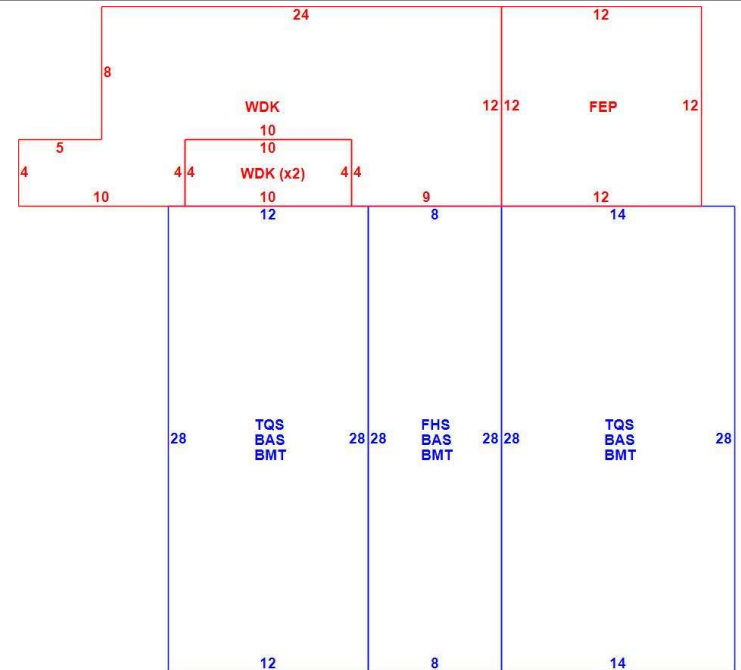 24 12
8
WDK 12 12 FEP 12
10
5 10
4 4 4 WDK (x2) 4 4
10 10 9 12
12 8 14
TQS FHS TQS
28 BAS 28 28 BAS 28 28 BAS 28
BMT BMT BMT
12 8 14